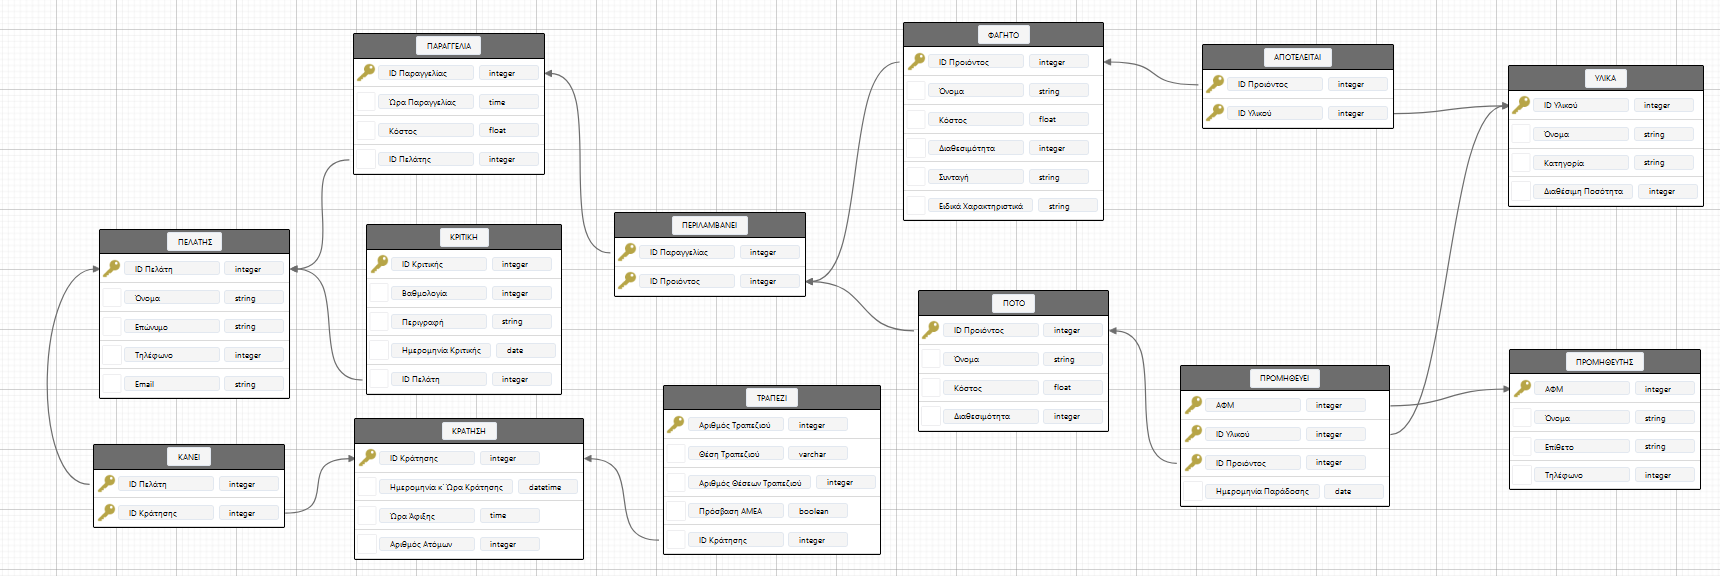 ΠΑΡΑΓΓΕΛΙΑ
ID Παραγγελίας integer
Ώρα Παραγγελίας time
Κόστος float
ID Πελάτης integer
ΦΑΓΗΤΟ
ID Προιόντος integer
Όνομα string
Κόστος float
Διαθεσιμότητα integer
Συνταγή string
Ειδικά Χαρακτηριστικά string
ΑΠΟΤΕΛΕΙΤΑΙ
ID Προιόντος integer
ID Υλικού integer
ΥΛΙΚΑ
ID Υλικού integer
Όνομα string
Κατηγορία string
Διαθέσιμη Ποσότητα integer
ΠΕΛΑΤΗΣ
ID Πελάτη integer
Όνομα string
Επώνυμο string
Τηλέφωνο integer
Email string
ΚΡΙΤΙΚΗ
ID Κριτικής integer
Βαθμολογία integer
Περιγραφή string
Ημερομηνία Κριτικής date
ID Πελάτη integer
ΠΕΡΙΛΑΜΒΑΝΕΙ
ID Παραγγελίας integer
ID Προιόντος integer
ΠΟΤΟ
ID Προιόντος integer
Όνομα string
Κόστος float
Διαθεσιμότητα integer
ΠΡΟΜΗΘΕΥΕΙ
ΑΦΜ integer
ID Υλικού integer
ID Προιόντος integer
Ημερομηνία Παράδοσης date
ΠΡΟΜΗΘΕΥΤΗΣ
ΑΦΜ integer
Όνομα string
Επίθετο string
Τηλέφωνο integer
ΚΑΝΕΙ
ID Πελάτη integer
ID Κράτησης integer
ΚΡΑΤΗΣΗ
ID Κράτησης integer
Ημερομηνία κ΄ Ώρα Κράτησης datetime
Ώρα Άφιξης time
Αριθμός Ατόμων integer
ΤΡΑΠΕΖΙ
Αριθμός Τραπεζιού integer
Θέση Τραπεζιού varchar
Αριθμός Θέσεων Τραπεζιού integer
Πρόσβαση ΑΜΕΑ boolean
ID Κράτησης integer